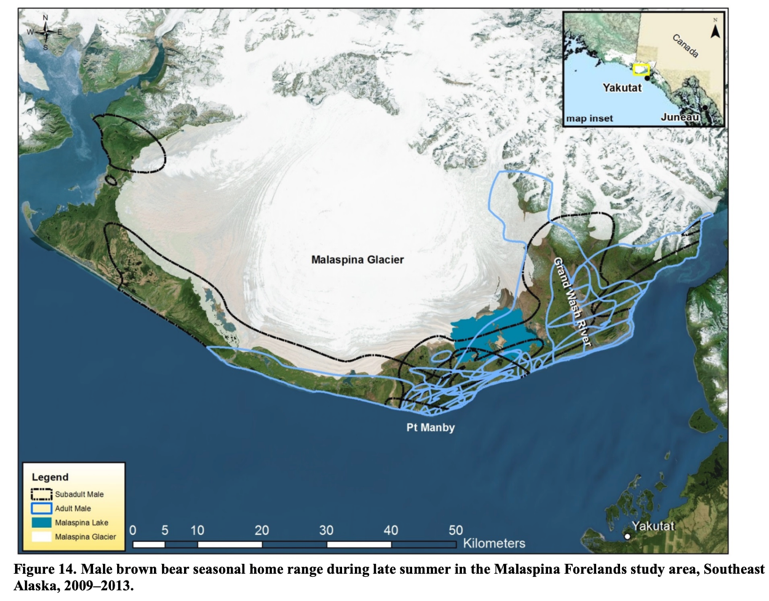 N
W E
S
N
Canada
Yakutat
Juneau
map inset
Malaspina Glacier
Grand Wash River
Pt Manby
Legend
Subadult Male
Adult Male
Malaspina Lake
Malaspina Glacier
0 5 10 20 30 40 50
Kilometers
Yakutat
Figure 14. Male brown bear seasonal home range during late summer in the Malaspina Forelands study area, Southeast
Alaska, 2009–2013.